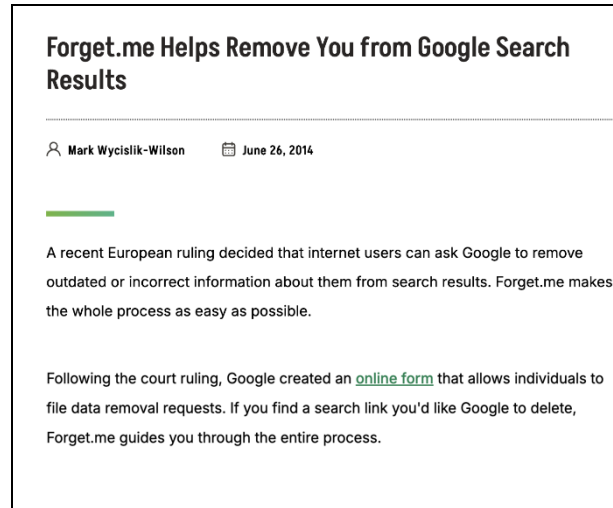 Forget.me Helps Remove You from Google Search
Results
Mark Wycislik-Wilson June 26, 2014
A recent European ruling decided that internet users can ask Google to remove
outdated or incorrect information about them from search results. Forget.me makes
the whole process as easy as possible.
Following the court ruling, Google created an online form that allows individuals to
file data removal requests. If you find a search link you'd like Google to delete,
Forget.me guides you through the entire process.